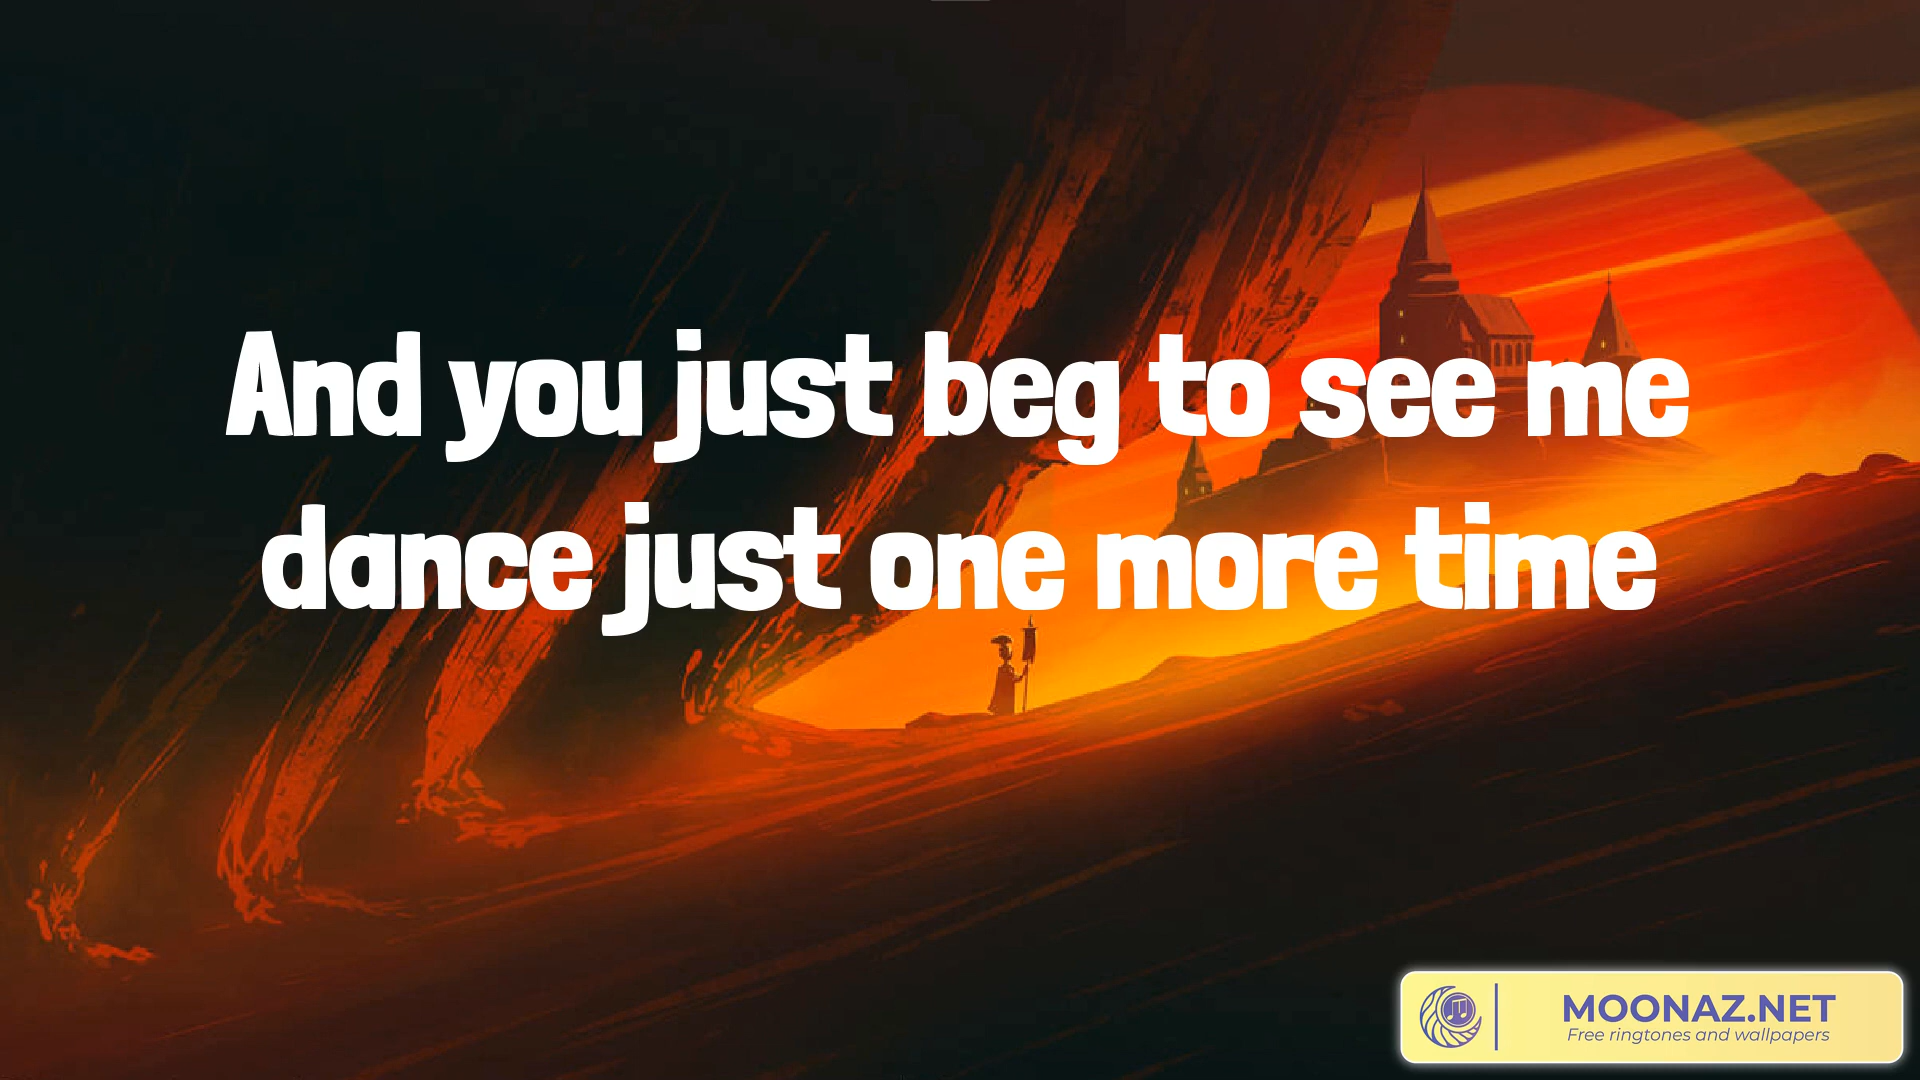 And you just beg to see me
dance just one more time
MOONAZ.NET
Free ringtones and wallpapers